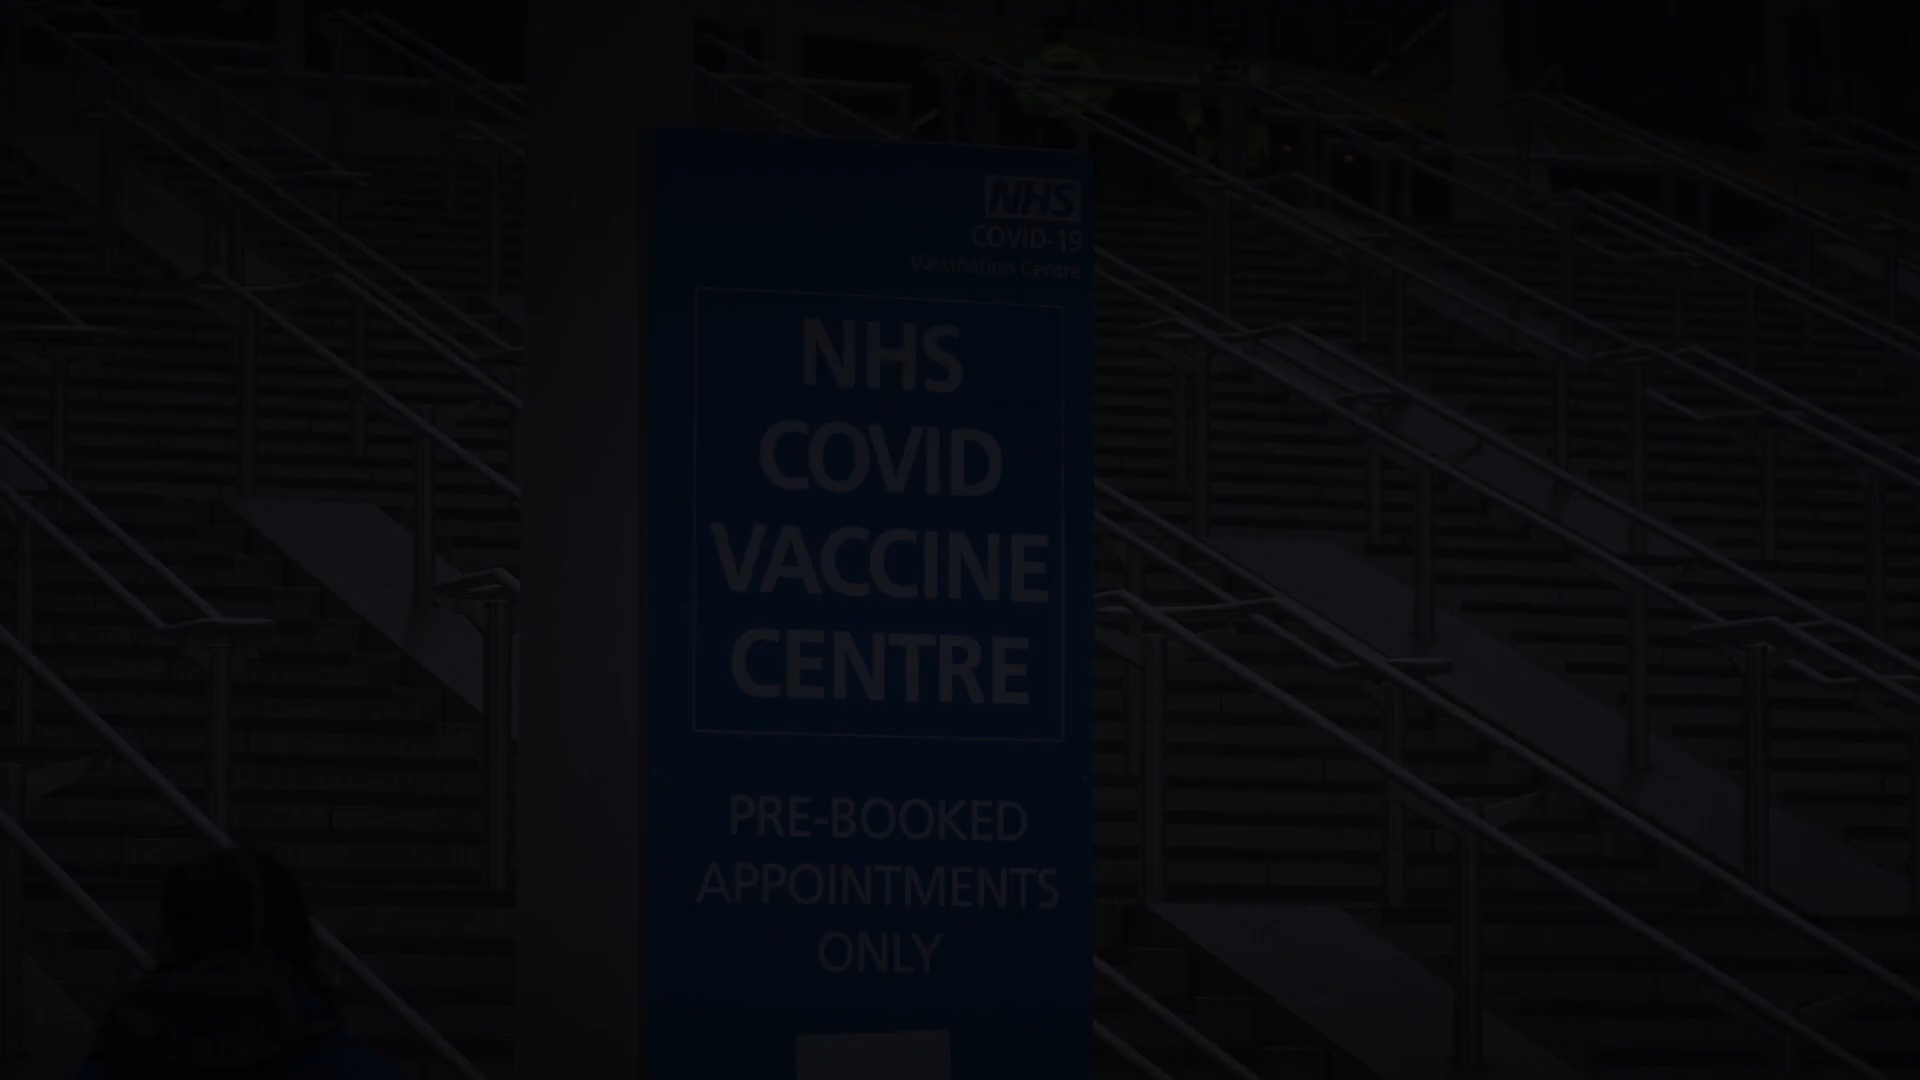 NHS
COVID-19
Vaccination Centre
NHS
COVID
VACCINE
CENTRE
PRE-BOOKED
APPOINTMENTS
ONLY